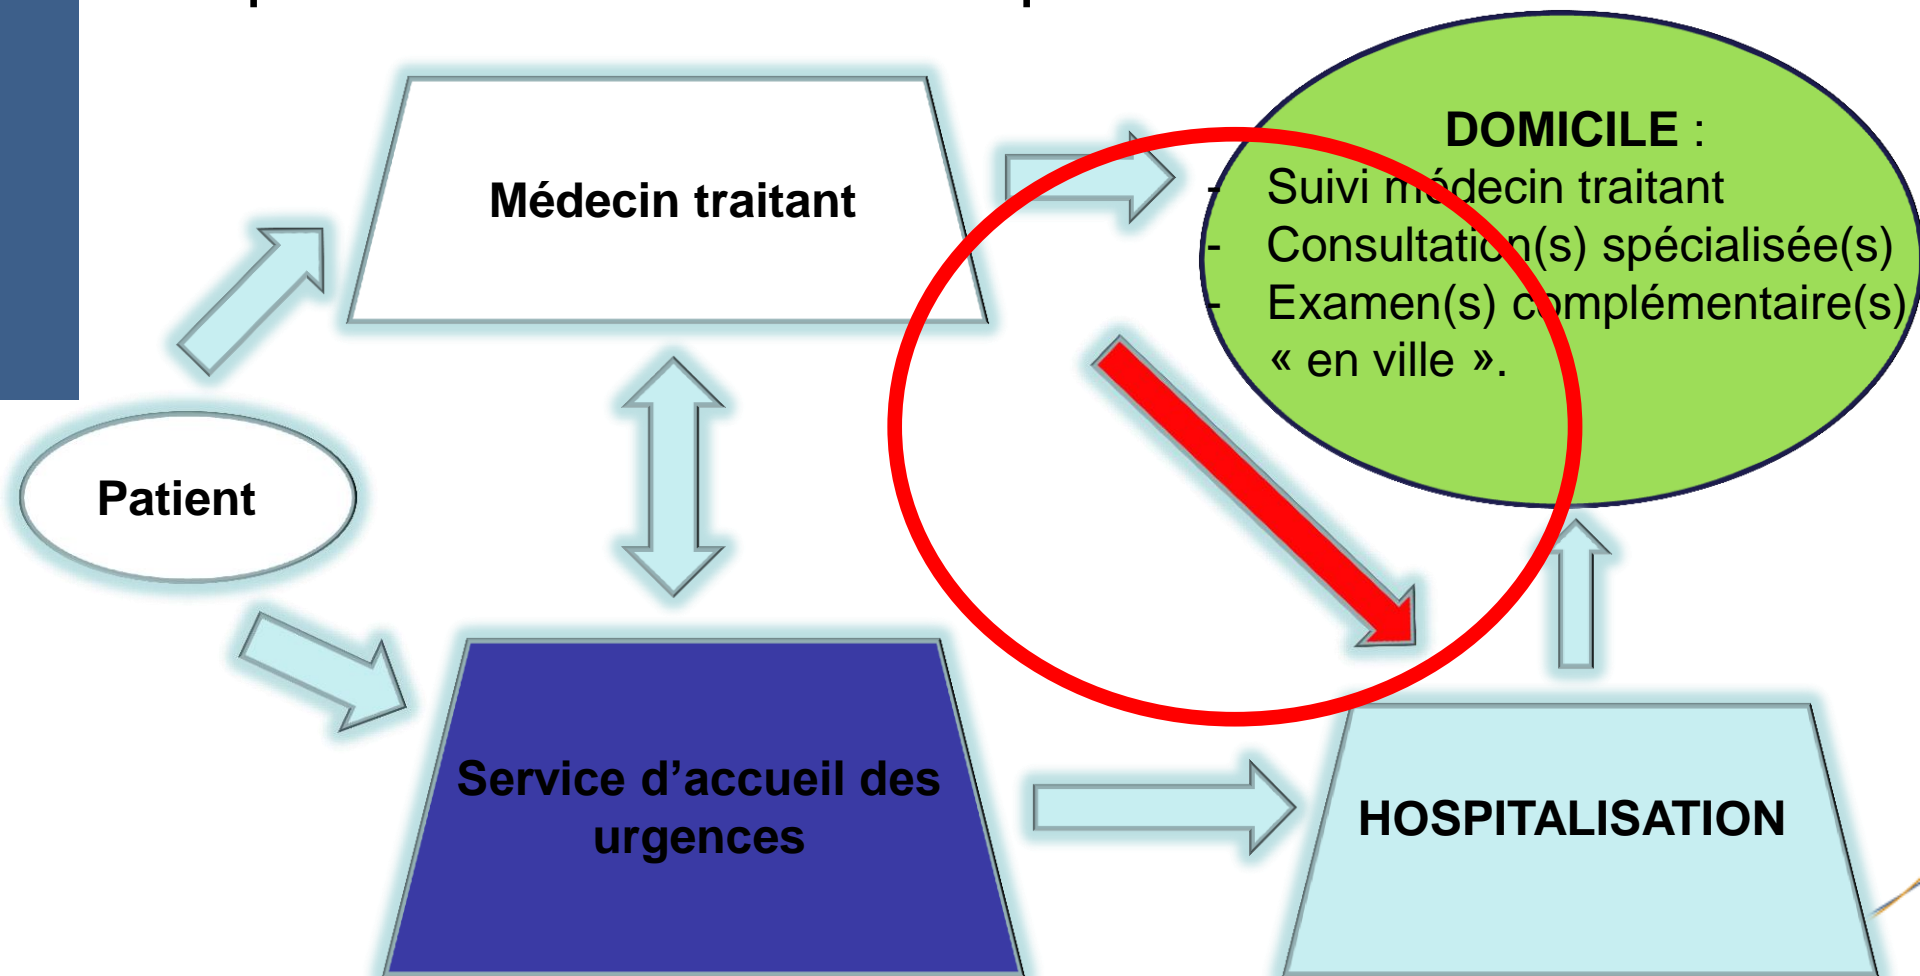 Médecin traitant
DOMICILE :
- Suivi médecin traitant
- Consultation(s) spécialisée(s)
- Examen(s) complémentaire(s)
« en ville ».
Patient
Service d’accueil des
urgences
HOSPITALISATION